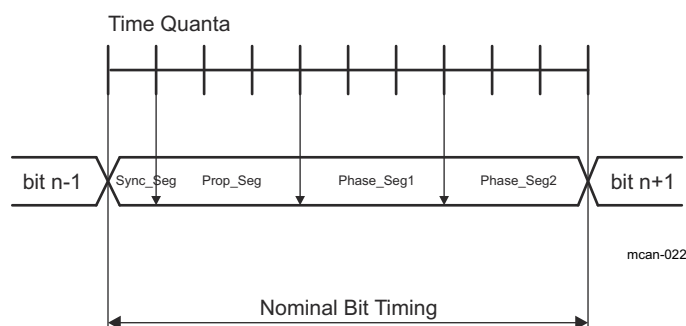 Time Quanta
bit n-1 Sync_Seg Prop_Seg Phase_Seg1 Phase_Seg2 bit n+1
mcan-022
Nominal Bit Timing